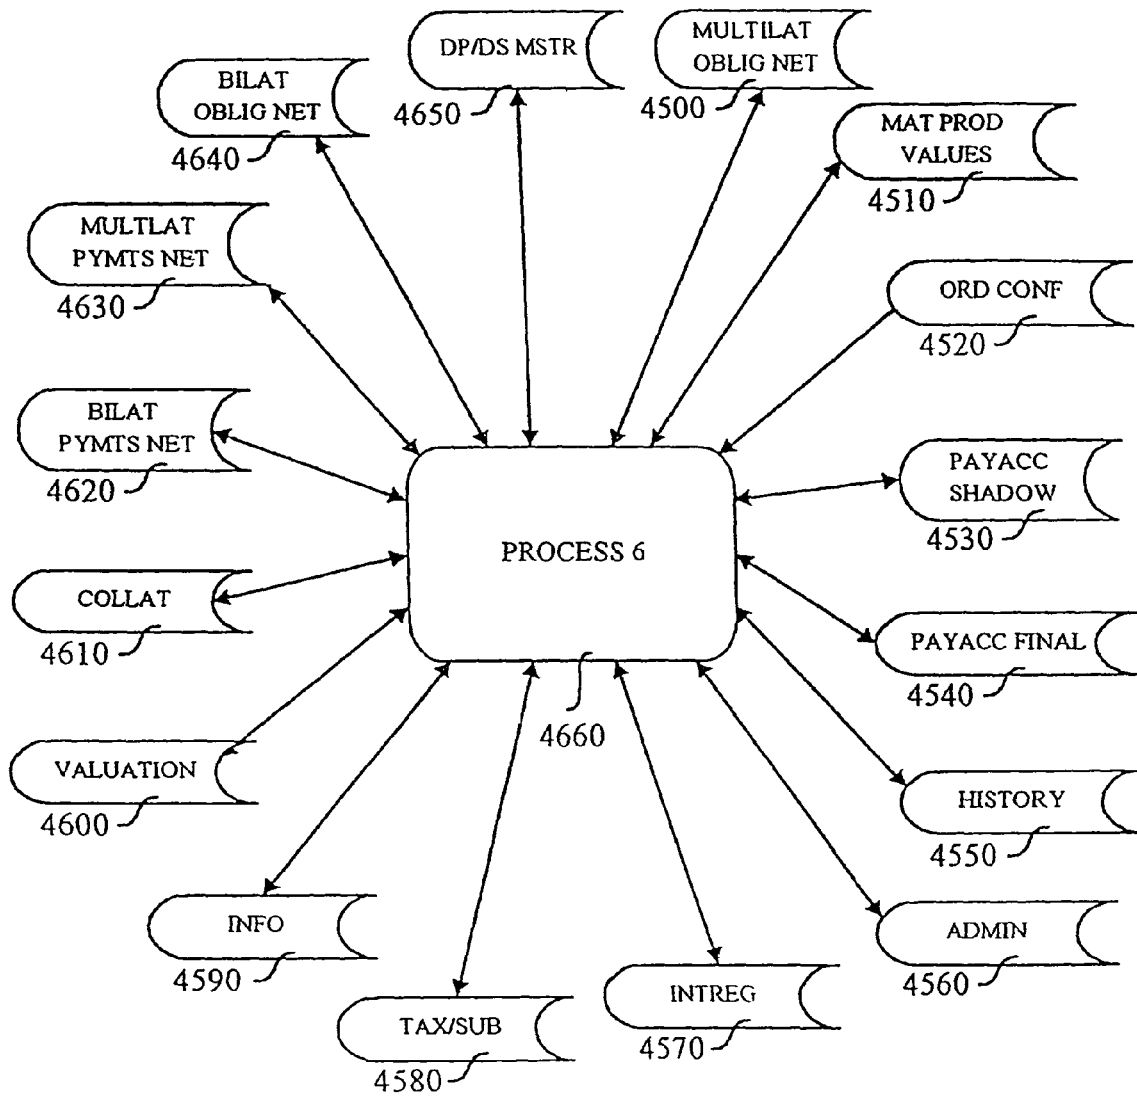 DP/DS MSTR
4650
MULTILAT
OBLIG NET
4500
BILAT
OBLIG NET
4640
MAT PROD
VALUES
4510
MULTLAT
PYMTS NET
4630
ORD CONF
4520
BILAT
PYMTS NET
4620
PAYACC
SHADOW
4530
PROCESS 6
4660
COLLAT
4610
PAYACC FINAL
4540
VALUATION
4600
HISTORY
4550
INFO
4590
ADMIN
4560
TAX/SUB
4580
INTREG
4570